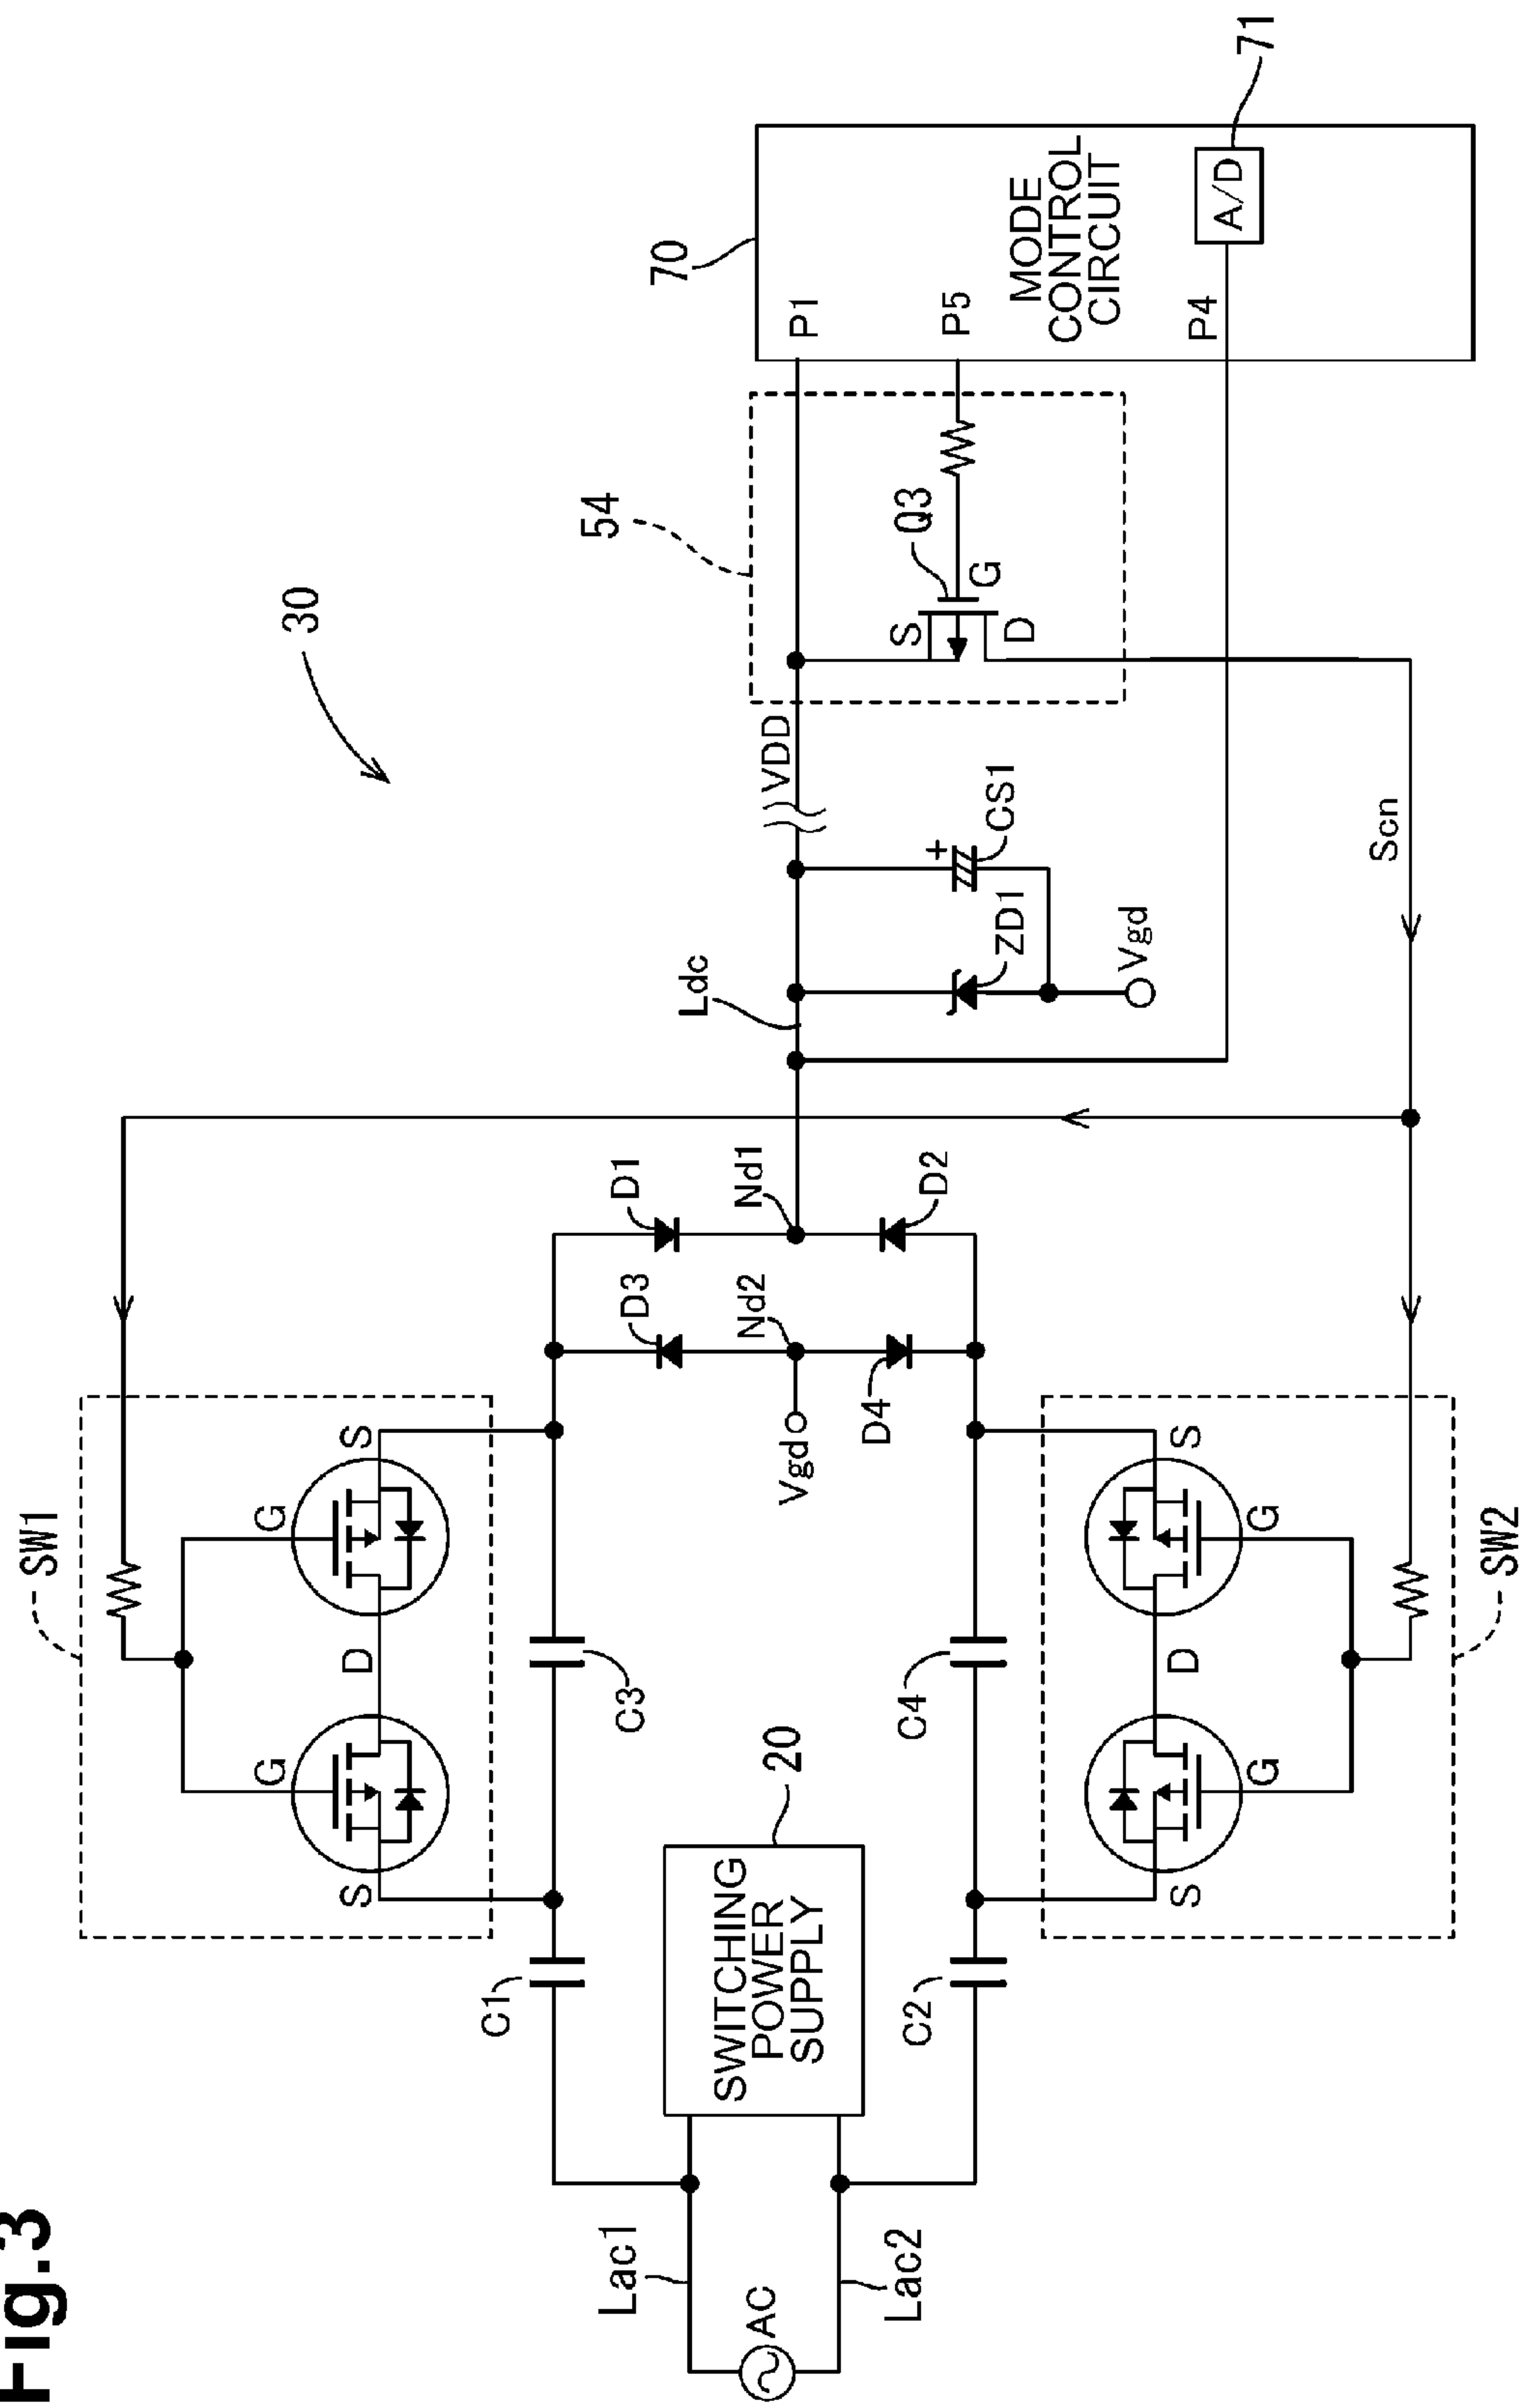 Fig.3
30
SW1
G
G
S
D
S
C1
C3
D3
D1
Lac1
AC
Lac2
SWITCHING
POWER
SUPPLY
20
Vgd
Nd2
Nd1
Ldc
VDD
54
70
P1
C2
C4
D4
D2
ZD1
CS1
+
Vgd
S
G
D
Q3
P5
MODE
CONTROL
CIRCUIT
P4
A/D
71
S
D
S
G
G
SW2
Scn